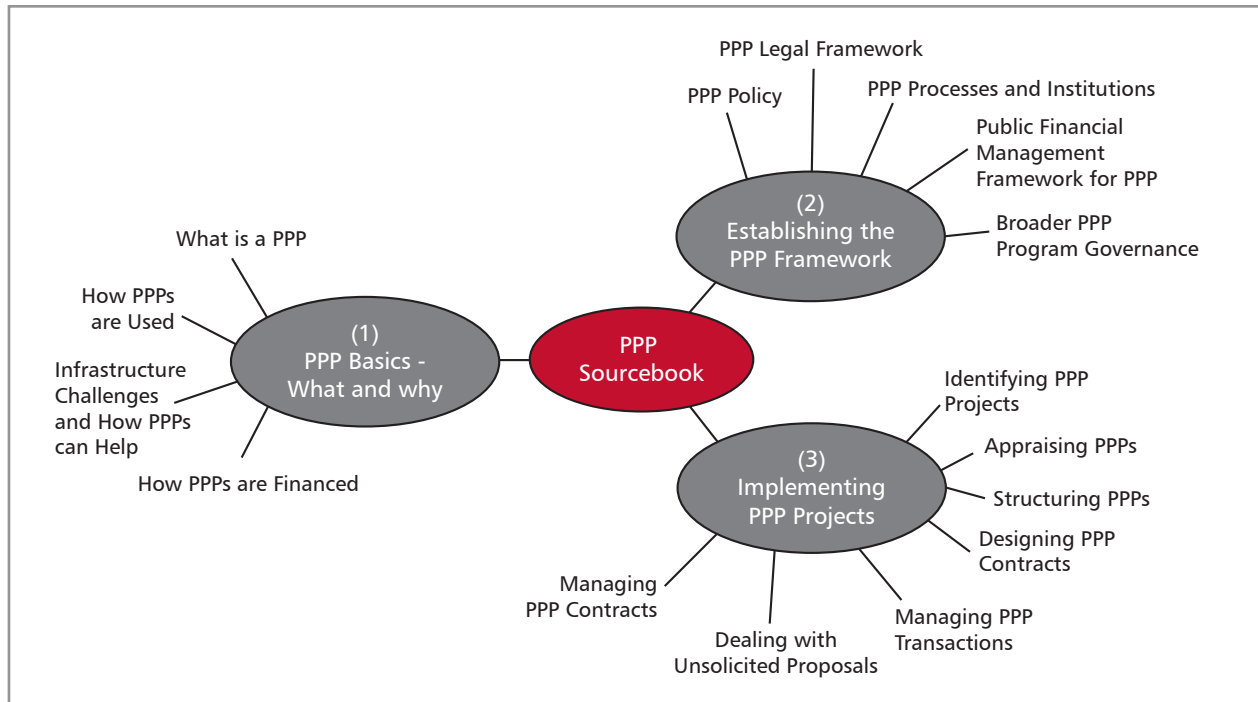 PPP
Sourcebook
(1)
PPP Basics -
What and why
What is a PPP
How PPPs
are Used
Infrastructure
Challenges
and How PPPs
can Help
How PPPs are Financed
(2)
Establishing the
PPP Framework
PPP Policy
PPP Legal Framework
PPP Processes and Institutions
Public Financial
Management
Framework for PPP
Broader PPP
Program Governance
(3)
Implementing
PPP Projects
Identifying PPP
Projects
Appraising PPPs
Structuring PPPs
Designing PPP
Contracts
Managing PPP
Transactions
Dealing with
Unsolicited Proposals
Managing
PPP Contracts